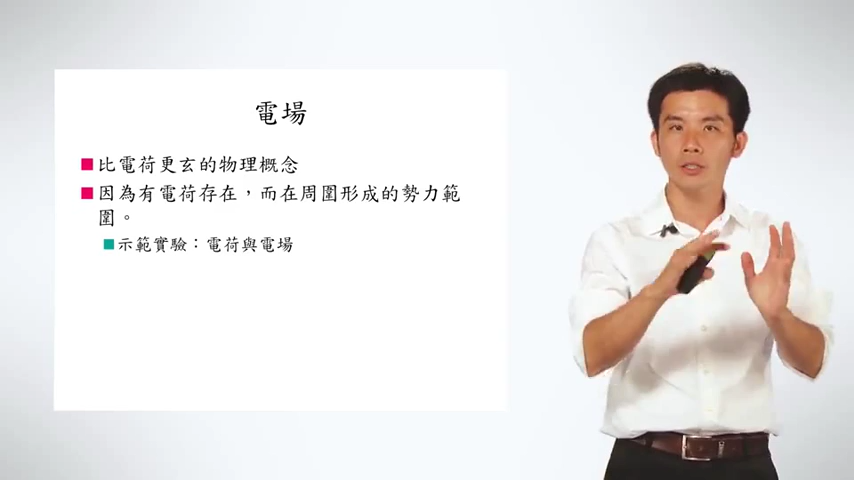 電場
比電荷更玄的物理概念
因為有電荷存在，而在周圍形成的勢力範
圍。
示範實驗：電荷與電場